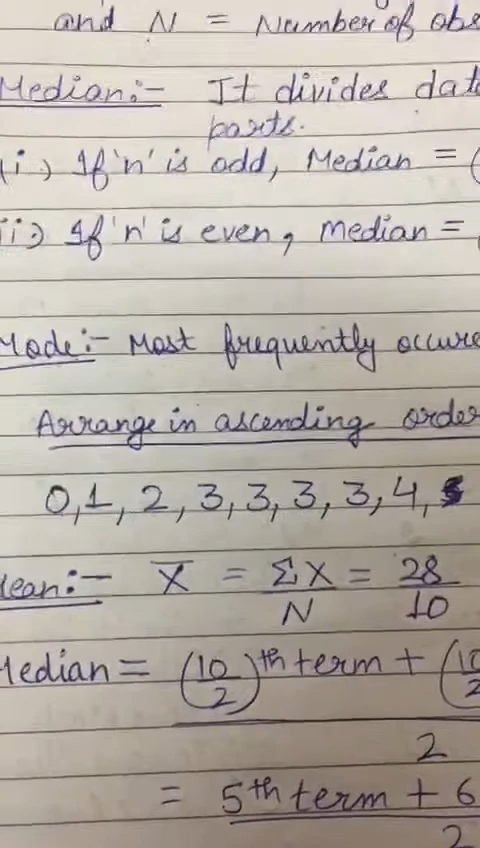 and N = Number of obs
Median:- It divides dat
parts.
(i) If 'n' is odd, Median = (
ii) If 'n' is even, median =
Mode:- Most frequently occure
Arrange in ascending order
0, 1, 2, 3, 3, 3, 3, 4,
ean:- X̄ = ΣX/N = 28/10
Median = (10/2)th term + (10/2
2
= 5th term + 6
2